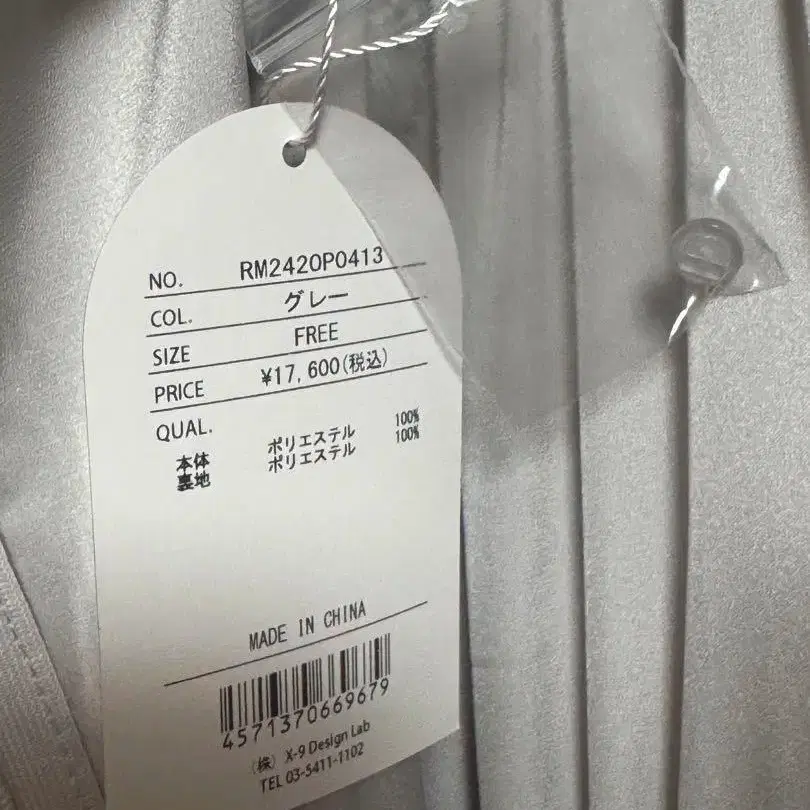 NO. RM2420P0413
COL. グレー
SIZE FREE
PRICE ¥17,600(税込)
QUAL.
本体 ポリエステル 100%
裏地 ポリエステル 100%
MADE IN CHINA
4571370669679
(株) X-9 Design Lab
TEL 03-5411-1102